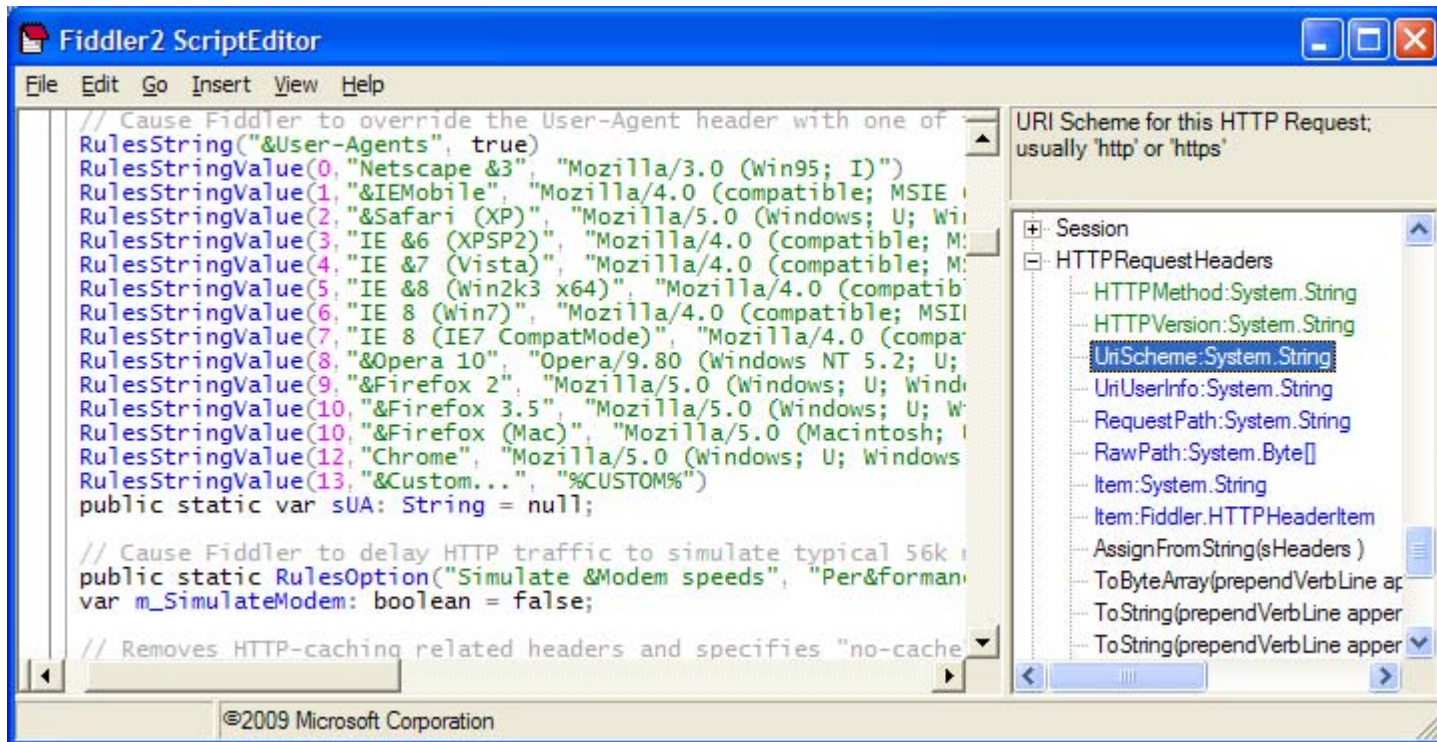 Fiddler2 ScriptEditor
File Edit Go Insert View Help
// Cause Fiddler to override the User-Agent header with one of
RulesString("&User-Agents", true)
RulesStringValue(0,"Netscape &3", "Mozilla/3.0 (Win95; I)")
RulesStringValue(1,"&IEMobile", "Mozilla/4.0 (compatible; MSIE
RulesStringValue(2,"&Safari (XP)", "Mozilla/5.0 (Windows; U;
RulesStringValue(3,"IE &6 (XPSP2)", "Mozilla/4.0 (compatible;
RulesStringValue(4,"IE &7 (Vista)", "Mozilla/4.0 (compatible;
RulesStringValue(5,"IE &8 (Win2k3 x64)", "Mozilla/4.0
RulesStringValue(6,"IE 8 (Win7)", "Mozilla/4.0 (compatible;
RulesStringValue(7,"IE 8 (IE7 CompatMode)", "Mozilla/4.0
RulesStringValue(8,"&Opera 10", "Opera/9.80 (Windows NT 5.2; U;
RulesStringValue(9,"&Firefox 2", "Mozilla/5.0 (Windows; U;
RulesStringValue(10,"&Firefox 3.5", "Mozilla/5.0 (Windows; U;
RulesStringValue(10,"&Firefox (Mac)", "Mozilla/5.0 (Macintosh;
RulesStringValue(12,"Chrome", "Mozilla/5.0 (Windows; U; Windows
RulesStringValue(13,"&Custom...", "%CUSTOM%")
public static var sUA: String = null;
// Cause Fiddler to delay HTTP traffic to simulate typical 56k
public static RulesOption("Simulate &Modem speeds",
var m_SimulateModem: boolean = false;
// Removes HTTP-caching related headers and specifies "no-cache"
URI Scheme for this HTTP Request;
usually 'http' or 'https'
Session
HTTPRequestHeaders
HTTPMethod:System.String
HTTPVersion:System.String
UriScheme:System.String
UriUserInfo:System.String
RequestPath:System.String
RawPath:System.Byte[]
Item:System.String
Item:Fiddler.HTTPHeaderItem
AssignFromString(sHeaders )
ToByteArray(prependVerbLine
ToString(prependVerbLine
ToString(prependVerbLine
©2009 Microsoft Corporation